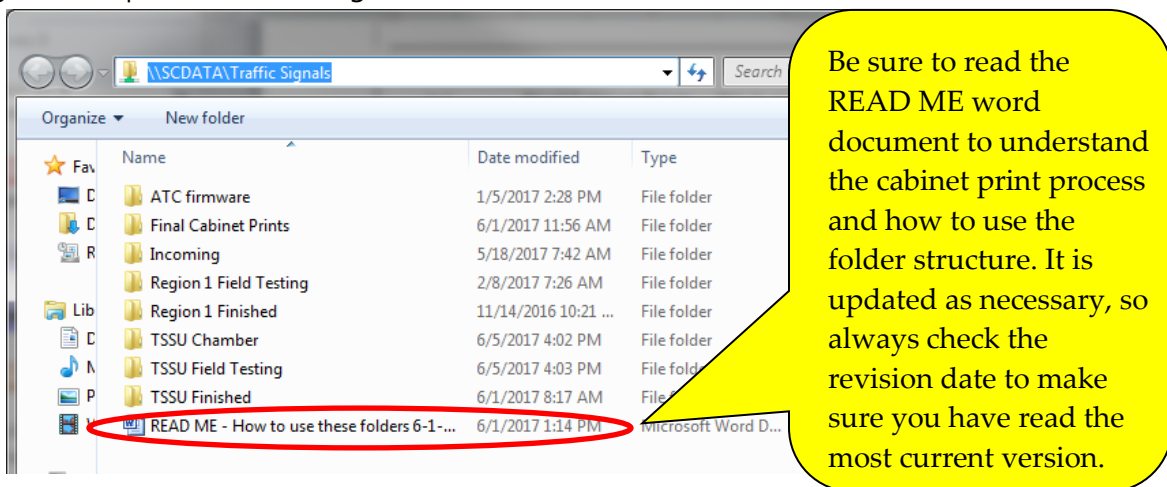 \\SCDATA\Traffic Signals
Search
Organize
New folder
Fav
Name
Date modified
Type
D
ATC firmware
1/5/2017 2:28 PM
File folder
D
Final Cabinet Prints
6/1/2017 11:56 AM
File folder
R
Incoming
5/18/2017 7:42 AM
File folder
Region 1 Field Testing
2/8/2017 7:26 AM
File folder
Lib
Region 1 Finished
11/14/2016 10:21 ...
File folder
D
TSSU Chamber
6/5/2017 4:02 PM
File folder
TSSU Field Testing
6/5/2017 4:03 PM
File fold
P
TSSU Finished
6/1/2017 8:17 AM
File
READ ME - How to use these folders 6-1-...
6/1/2017 1:14 PM
Microsoft Word D...
Be sure to read the
READ ME word
document to understand
the cabinet print process
and how to use the
folder structure. It is
updated as necessary, so
always check the
revision date to make
sure you have read the
most current version.